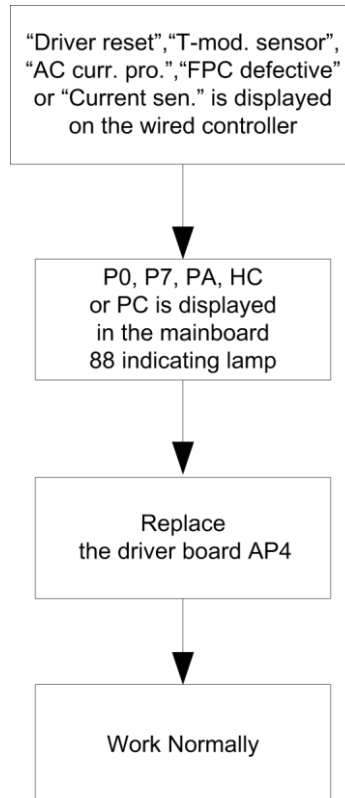 “Driver reset”,“T-mod. sensor”,
“AC curr. pro.”,“FPC defective”
or “Current sen.” is displayed
on the wired controller
P0, P7, PA, HC
or PC is displayed
in the mainboard
88 indicating lamp
Replace
the driver board AP4
Work Normally